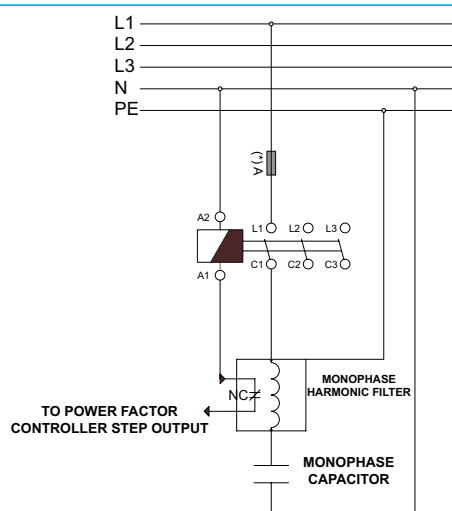 L1
L2
L3
N
PE
(*) A
A2
L1 L2 L3
A1
C1 C2 C3
NC
MONOPHASE
HARMONIC FILTER
TO POWER FACTOR
CONTROLLER STEP OUTPUT
MONOPHASE
CAPACITOR